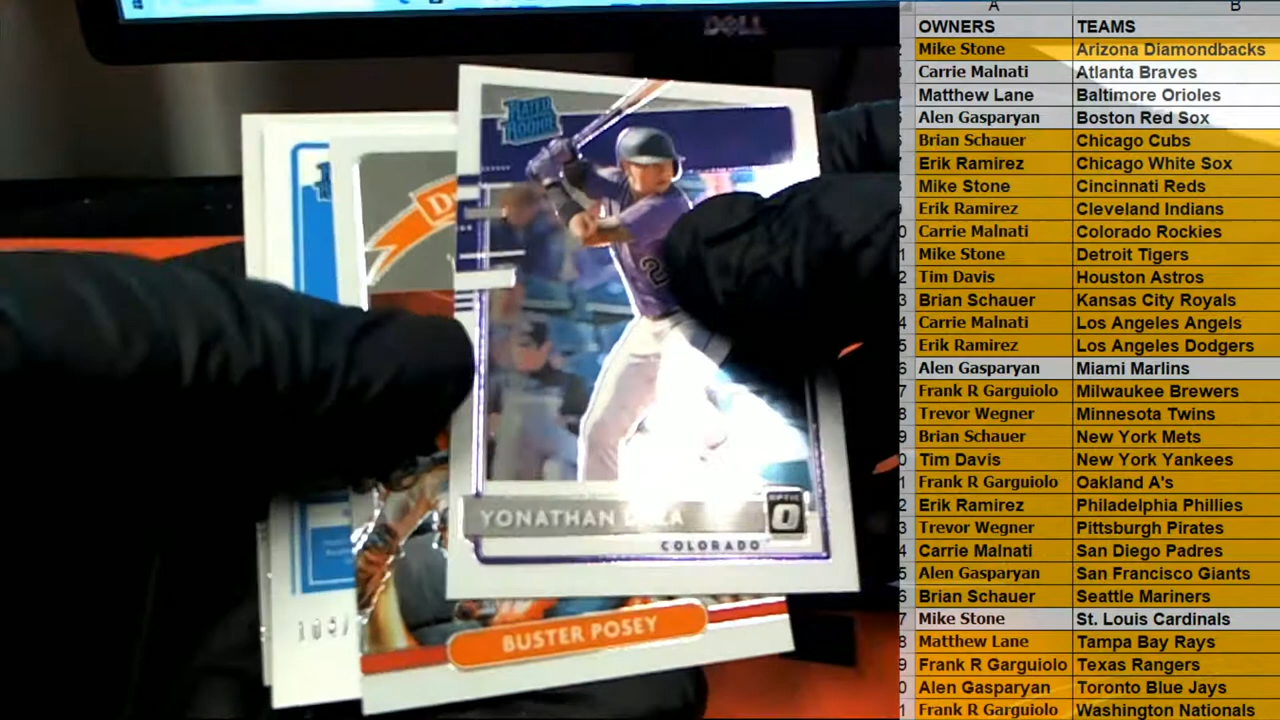 DELL
RATED
ROOKIE
YONATHAN
OPTIC
COLORADO
BUSTER POSEY
A B
OWNERS TEAMS
Mike Stone Arizona Diamondbacks
Carrie Malnati Atlanta Braves
Matthew Lane Baltimore Orioles
Alen Gasparyan Boston Red Sox
Brian Schauer Chicago Cubs
Erik Ramirez Chicago White Sox
Mike Stone Cincinnati Reds
Erik Ramirez Cleveland Indians
Carrie Malnati Colorado Rockies
Mike Stone Detroit Tigers
Tim Davis Houston Astros
Brian Schauer Kansas City Royals
Carrie Malnati Los Angeles Angels
Erik Ramirez Los Angeles Dodgers
Alen Gasparyan Miami Marlins
Frank R Garguiolo Milwaukee Brewers
Trevor Wegner Minnesota Twins
Brian Schauer New York Mets
Tim Davis New York Yankees
Frank R Garguiolo Oakland A's
Erik Ramirez Philadelphia Phillies
Trevor Wegner Pittsburgh Pirates
Carrie Malnati San Diego Padres
Alen Gasparyan San Francisco Giants
Brian Schauer Seattle Mariners
Mike Stone St. Louis Cardinals
Matthew Lane Tampa Bay Rays
Frank R Garguiolo Texas Rangers
Alen Gasparyan Toronto Blue Jays
Frank R Garguiolo Washington Nationals